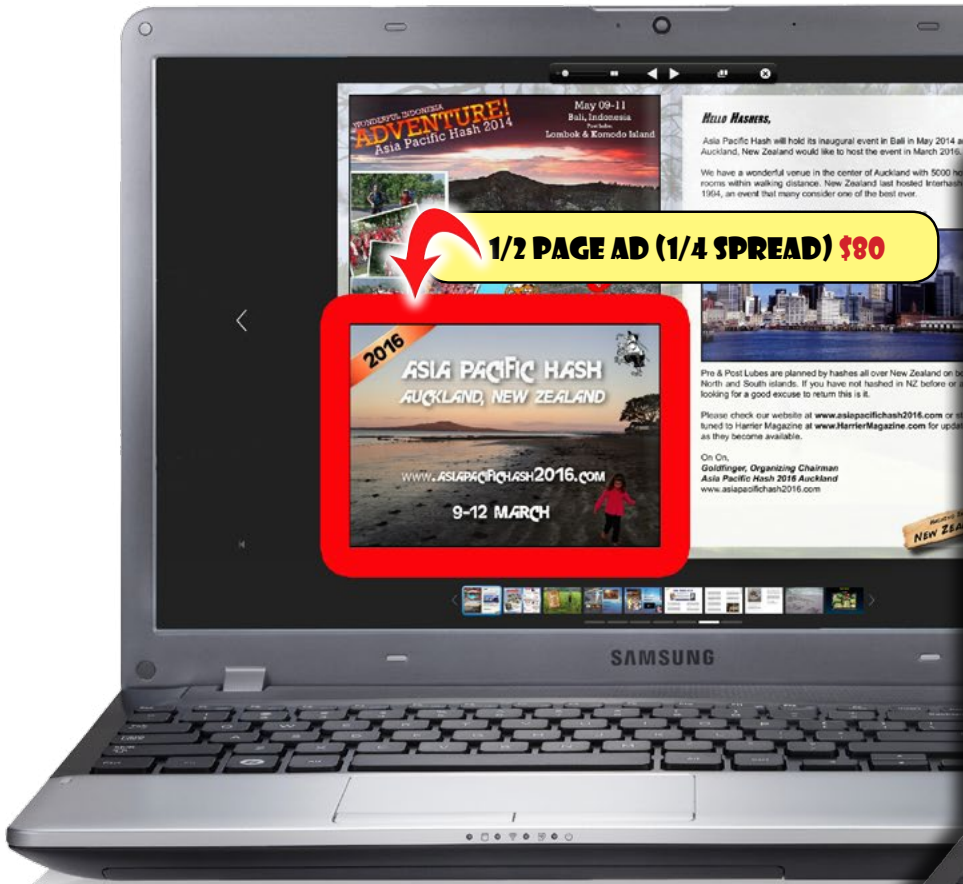 WONDERFUL INDONESIA
ADVENTURE!
Asia Pacific Hash 2014
May 09-11
Bali, Indonesia
Lombok & Komodo Island
1/2 PAGE AD (1/4 SPREAD) $80
2016
ASIA PACIFIC HASH
AUCKLAND, NEW ZEALAND
WWW.ASIAPACIFICHASH2016.COM
9-12 MARCH
HELLO HASHERS,
Asia Pacific Hash will hold its inaugural event in Bali in May 2014
Auckland, New Zealand would like to host the event in March 2016.
We have a wonderful venue in the center of Auckland with 5000
rooms within walking distance. New Zealand last hosted
1994, an event that many consider one of the best ever.
Pre & Post Lubes are planned by hashes all over New Zealand on
North and South islands. If you have not hashed in NZ before or
looking for a good excuse to return this is it.
Please check our website at www.asiapacifichash2016.com or
tuned to Harrier Magazine at www.HarrierMagazine.com for
as they become available.
On On,
Goldfinger, Organizing Chairman
Asia Pacific Hash 2016 Auckland
www.asiapacifichash2016.com
NEW
SAMSUNG